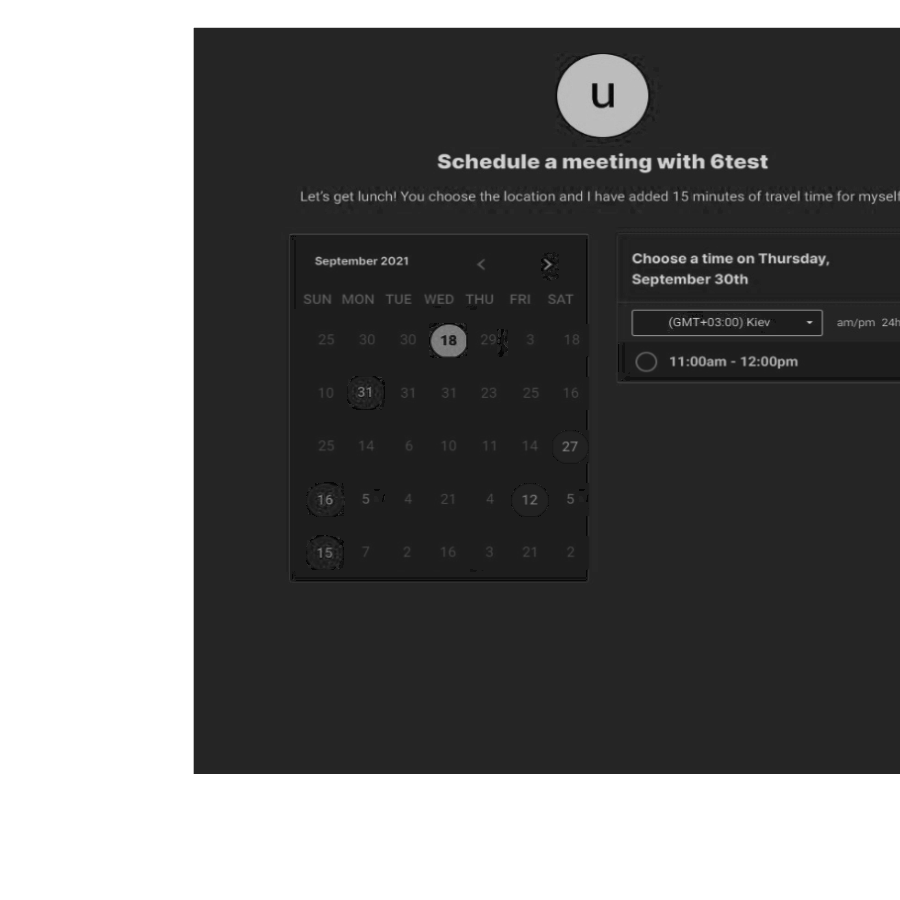 u
Schedule a meeting with 6test
Let's get lunch! You choose the location and I have added 15 minutes of travel time for myself
September 2021 < >
SUN MON TUE WED THU FRI SAT
25 30 30 18 29 3 18
10 31 31 31 23 25 16
25 14 6 10 11 14 27
16 5 4 21 4 12 5
15 7 2 16 3 21 2
Choose a time on Thursday,
September 30th
(GMT+03:00) Kiev am/pm 24h
11:00am - 12:00pm